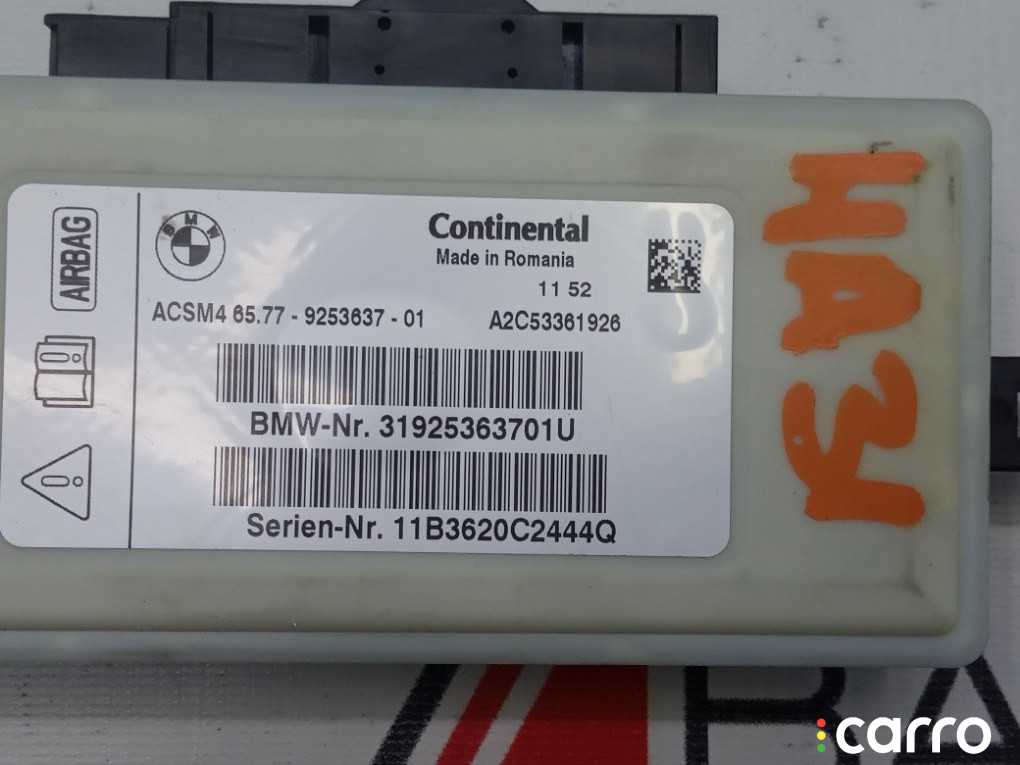 AIRBAG
BMW
Continental
Made in Romania
11 52
ACSM4 65.77 - 9253637 - 01
A2C53361926
BMW-Nr. 31925363701U
Serien-Nr. 11B3620C2444Q
carro